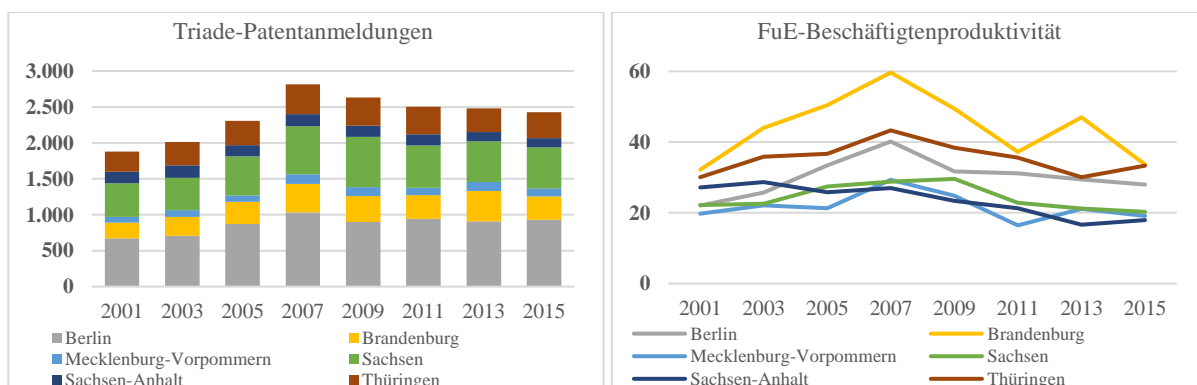 Triade-Patentanmeldungen
3.000
2.500
2.000
1.500
1.000
500
0
2001 2003 2005 2007 2009 2011 2013 2015
Berlin Brandenburg
Mecklenburg-Vorpommern Sachsen
Sachsen-Anhalt Thüringen
FuE-Beschäftigtenproduktivität
60
40
20
0
2001 2003 2005 2007 2009 2011 2013 2015
Berlin Brandenburg
Mecklenburg-Vorpommern Sachsen
Sachsen-Anhalt Thüringen